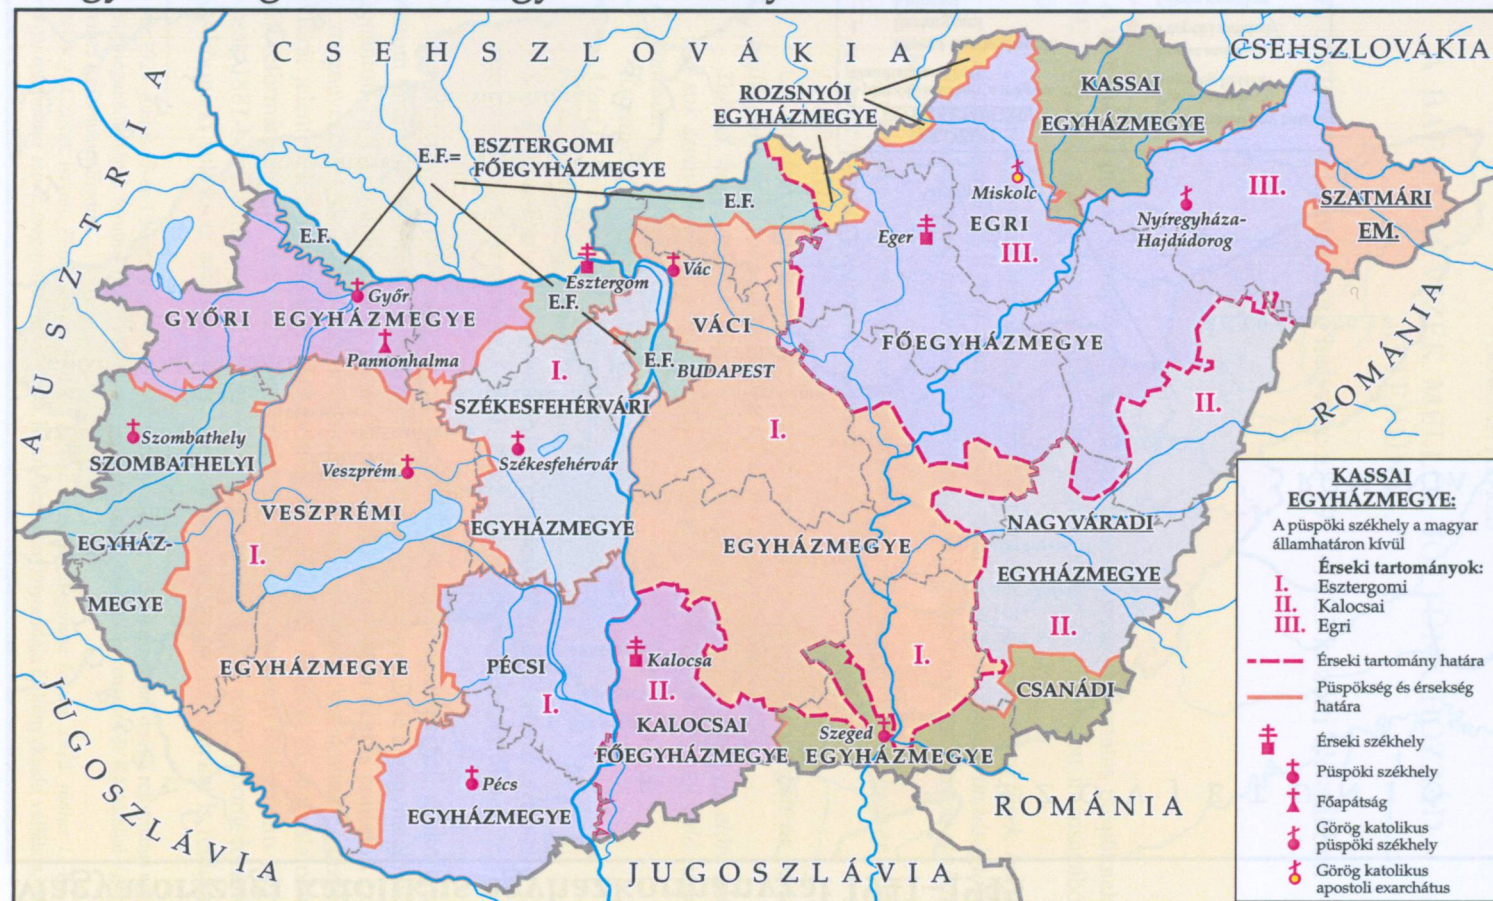 CSEHSZLOVÁKIA
CSEHSZLOVÁKIA
AUSZTRIA
ROZSNYÓI
EGYHÁZMEGYE
KASSAI
EGYHÁZMEGYE
E.F.=
ESZTERGOMI
FŐEGYHÁZMEGYE
E.F.
E.F.
Miskolc
III.
Nyíregyháza-
Hajdúdorog
SZATMÁRI
EM.
Eger
EGRI
III.
Esztergom
E.F.
Vác
Győr
GYŐRI EGYHÁZMEGYE
Pannonhalma
VÁCI
FŐEGYHÁZMEGYE
E.F.
BUDAPEST
I.
SZÉKESFEHÉRVÁRI
Székesfehérvár
EGYHÁZMEGYE
I.
II.
ROMÁNIA
Szombathely
SZOMBATHELYI
EGYHÁZ-
MEGYE
Veszprém
VESZPRÉMI
I.
EGYHÁZMEGYE
EGYHÁZMEGYE
NAGYVÁRADI
EGYHÁZMEGYE
II.
PÉCSI
I.
Pécs
EGYHÁZMEGYE
Kalocsa
II.
KALOCSAI
FŐEGYHÁZMEGYE
I.
CSANÁDI
Szeged
EGYHÁZMEGYE
JUGOSZLÁVIA
JUGOSZLÁVIA
ROMÁNIA
KASSAI
EGYHÁZMEGYE:
A püspöki székhely a magyar
államhatáron kívül
Érseki tartományok:
I. Esztergomi
II. Kalocsai
III. Egri
Érseki tartomány határa
Püspökség és érsekség
határa
Érseki székhely
Püspöki székhely
Főapátság
Görög katolikus
püspöki székhely
Görög katolikus
apostoli exarchátus